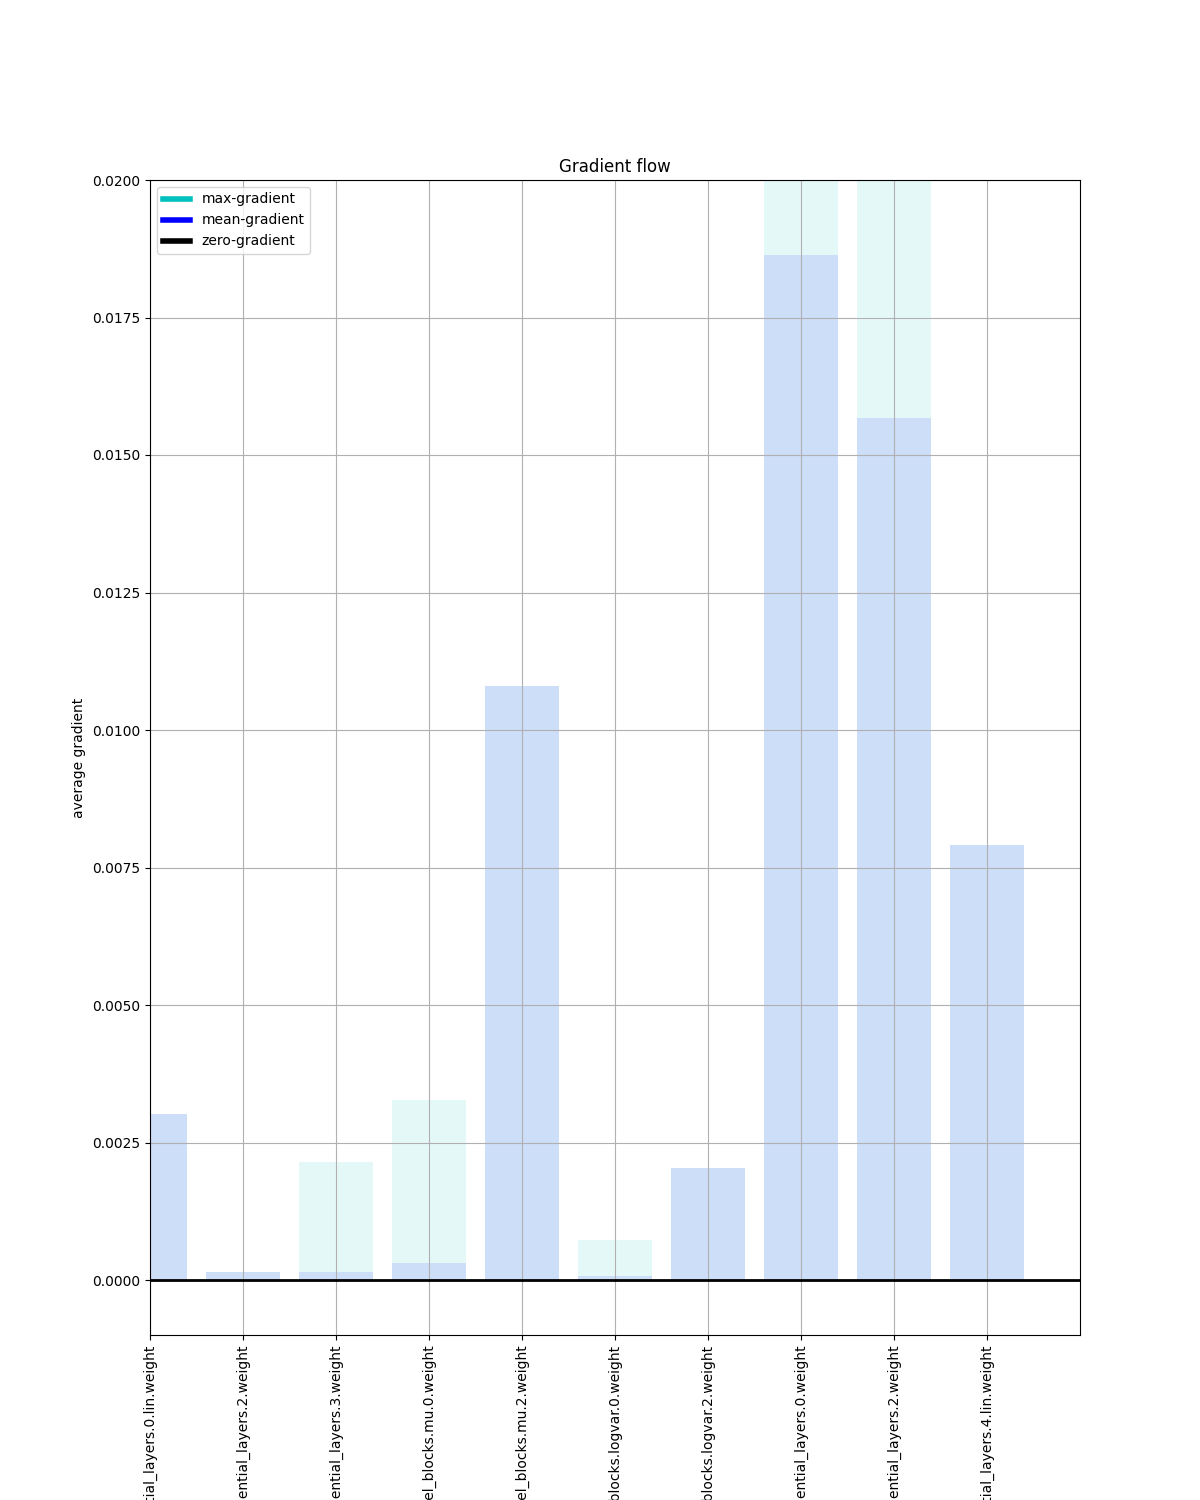 Gradient flow
max-gradient
mean-gradient
zero-gradient
0.0200
0.0175
0.0150
0.0125
0.0100
0.0075
0.0050
0.0025
0.0000
average gradient
tial_layers.0.lin.weight
ential_layers.2.weight
ential_layers.3.weight
el_blocks.mu.0.weight
el_blocks.mu.2.weight
blocks.logvar.0.weight
blocks.logvar.2.weight
ential_layers.0.weight
ential_layers.2.weight
tial_layers.4.lin.weight